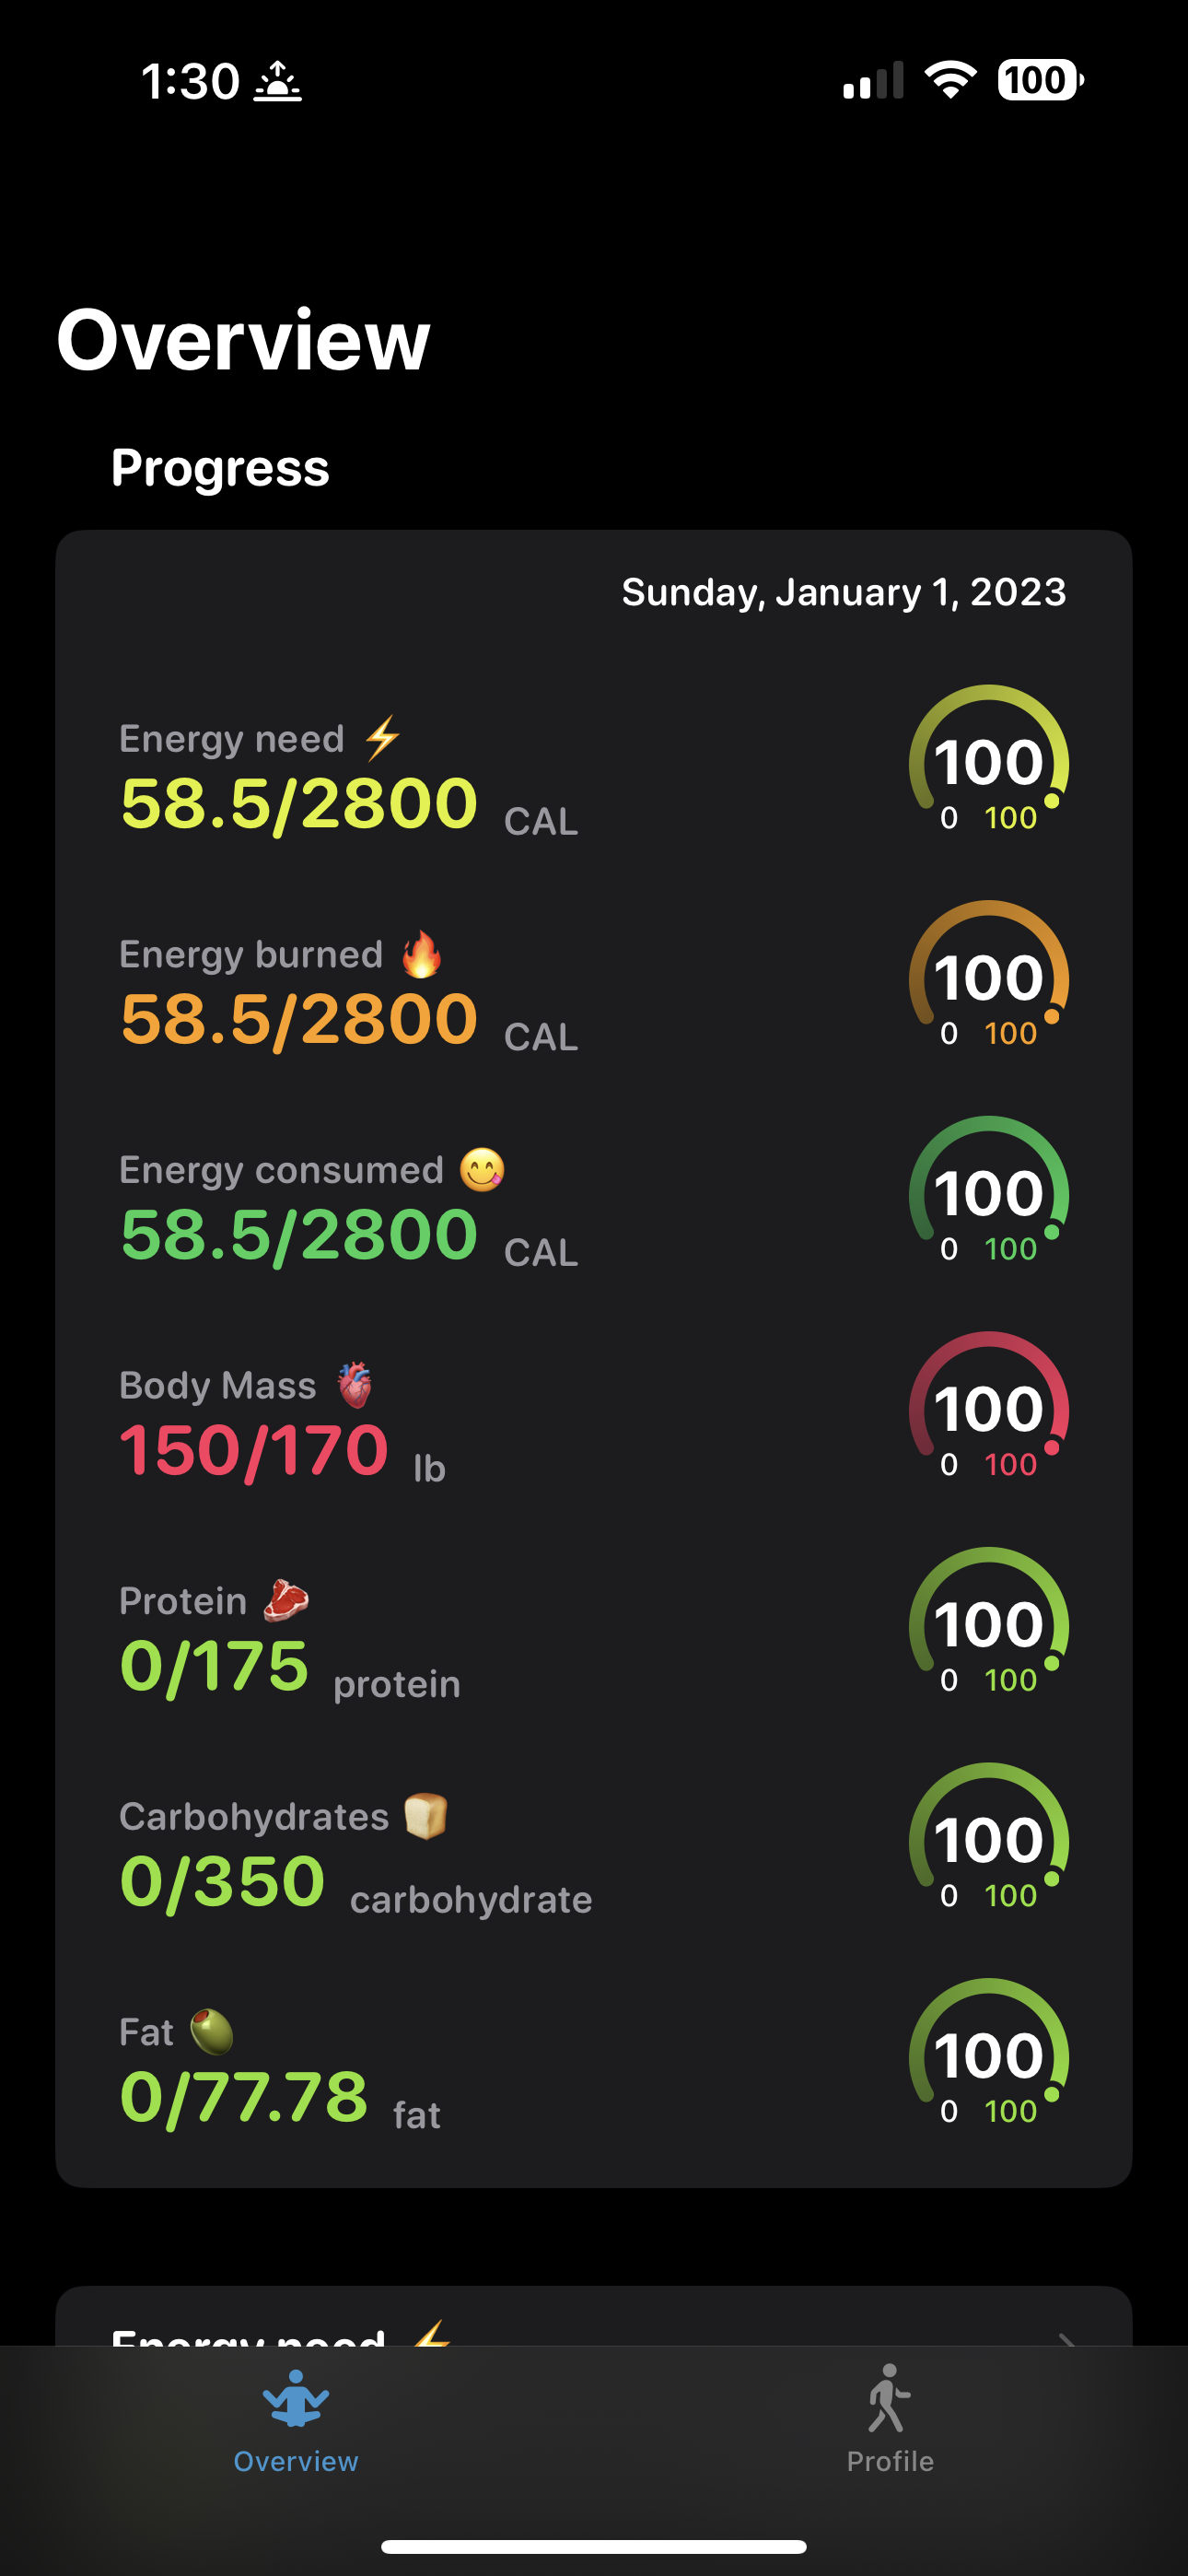 1:30
100
Overview
Progress
Sunday, January 1, 2023
Energy need ⚡
58.5/2800 CAL
100
0 100
Energy burned 🔥
58.5/2800 CAL
100
0 100
Energy consumed 😋
58.5/2800 CAL
100
0 100
Body Mass 🫀
150/170 lb
100
0 100
Protein 🥩
0/175 protein
100
0 100
Carbohydrates 🍞
0/350 carbohydrate
100
0 100
Fat 🫒
0/77.78 fat
100
0 100
Energy need ⚡
Overview
Profile